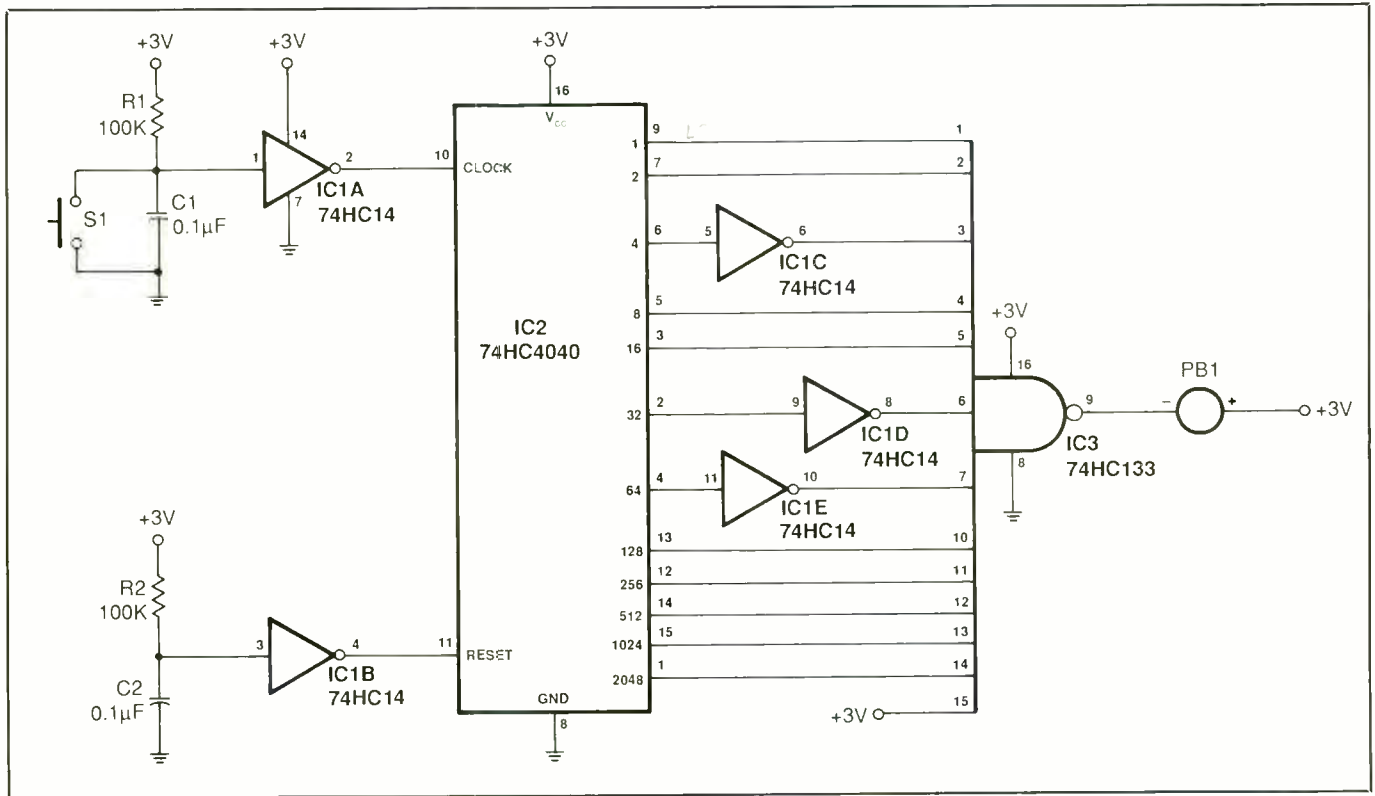 +3V
+3V
+3V
R1
100K
16
V_CC
14
1
2
10
CLOCK
IC1A
74HC14
7
S1
C1
0.1µF
IC2
74HC4040
1
9
1
2
7
2
4
6
5
6
3
IC1C
74HC14
8
5
4
16
3
5
+3V
16
PB1
32
2
9
8
6
9
-
+
+3V
IC1D
74HC14
IC3
74HC133
8
64
4
11
10
7
IC1E
74HC14
128
13
10
256
12
11
512
14
12
1024
15
13
2048
1
14
+3V
15
+3V
R2
100K
3
4
11
RESET
IC1B
74HC14
C2
0.1µF
GND
8